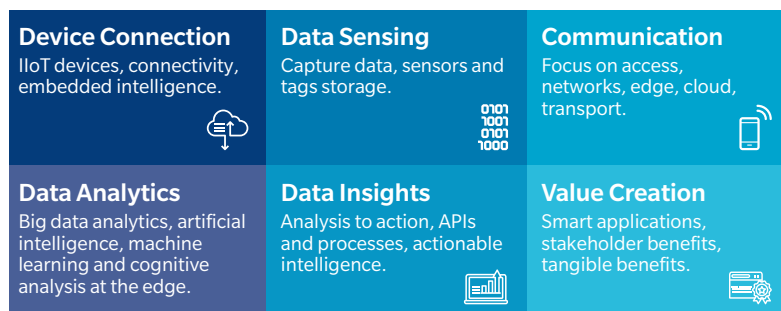 Device Connection
IIoT devices, connectivity,
embedded intelligence.
Data Sensing
Capture data, sensors and
tags storage.
0101
1001
0101
1000
Communication
Focus on access,
networks, edge, cloud,
transport.
Data Analytics
Big data analytics, artificial
intelligence, machine
learning and cognitive
analysis at the edge.
Data Insights
Analysis to action, APIs
and processes, actionable
intelligence.
Value Creation
Smart applications,
stakeholder benefits,
tangible benefits.